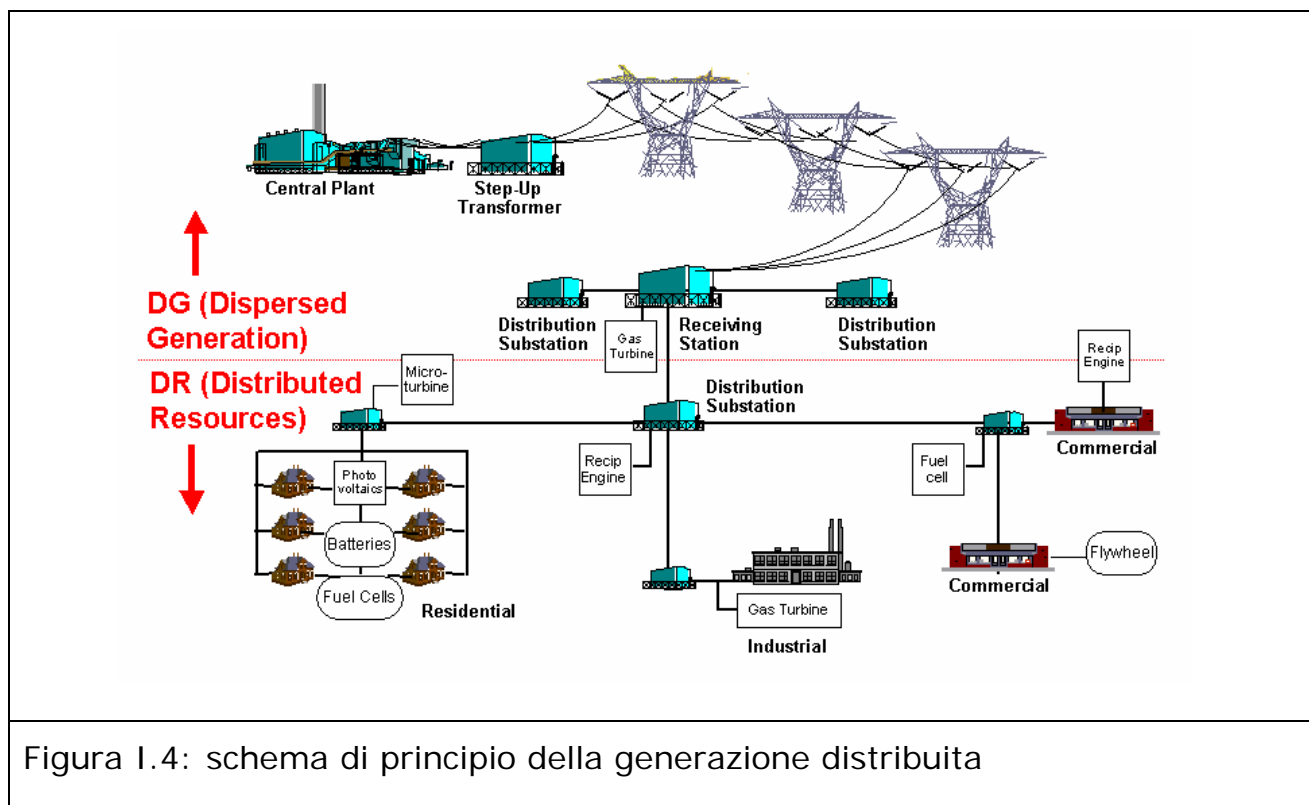 Central Plant
Step-Up
Transformer
DG (Dispersed
Generation)
Distribution
Substation
Gas
Turbine
Receiving
Station
Distribution
Substation
DR (Distributed
Resources)
Micro-
turbine
Distribution
Substation
Recip
Engine
Commercial
Photo
voltaics
Batteries
Fuel Cells
Residential
Recip
Engine
Fuel
cell
Commercial
Flywheel
Gas Turbine
Industrial
Figura I.4: schema di principio della generazione distribuita